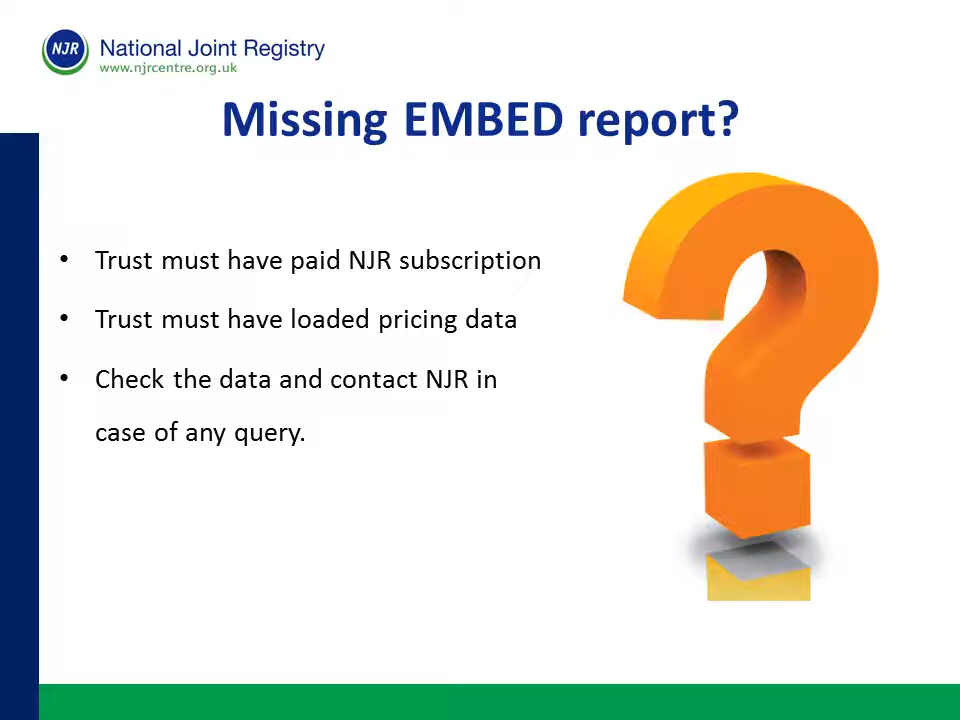 NJR
National Joint Registry
www.njrcentre.org.uk
Missing EMBED report?
• Trust must have paid NJR subscription
• Trust must have loaded pricing data
• Check the data and contact NJR in
case of any query.